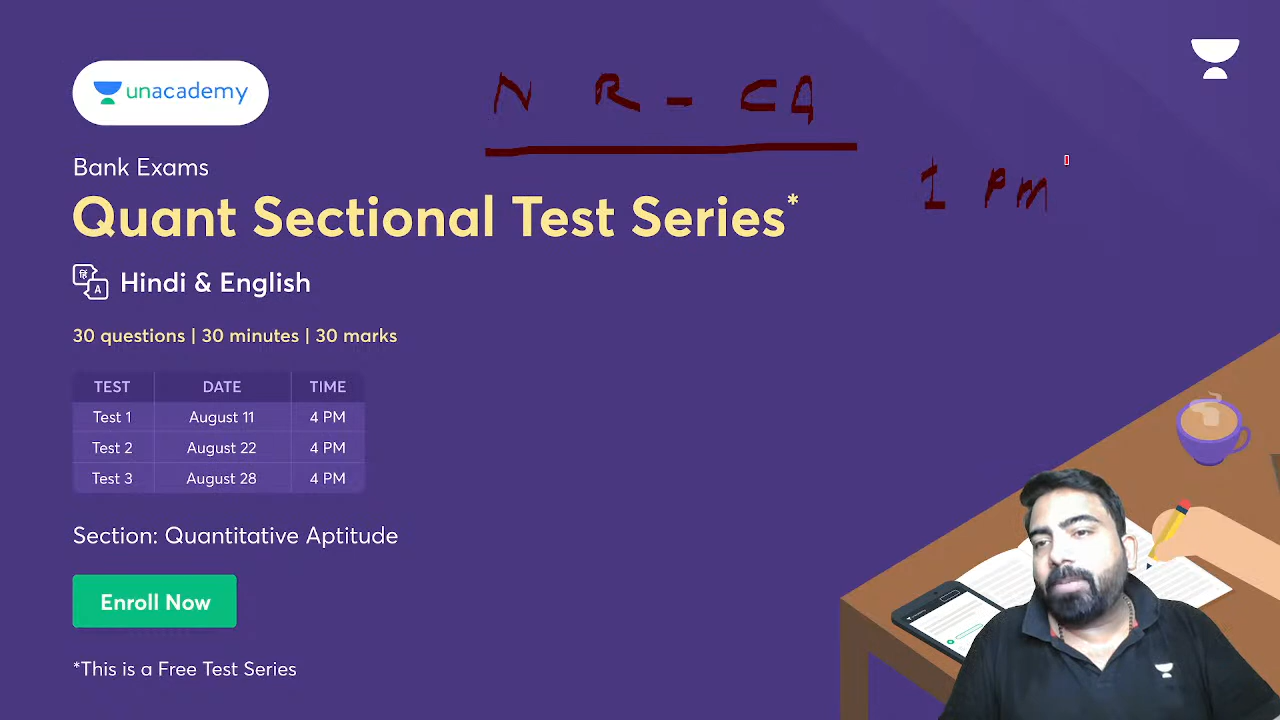 N R - CA
unacademy
1 PM
Bank Exams
Quant Sectional Test Series*
हिं
A
Hindi & English
30 questions | 30 minutes | 30 marks
TEST DATE TIME
Test 1 August 11 4 PM
Test 2 August 22 4 PM
Test 3 August 28 4 PM
Section: Quantitative Aptitude
Enroll Now
*This is a Free Test Series